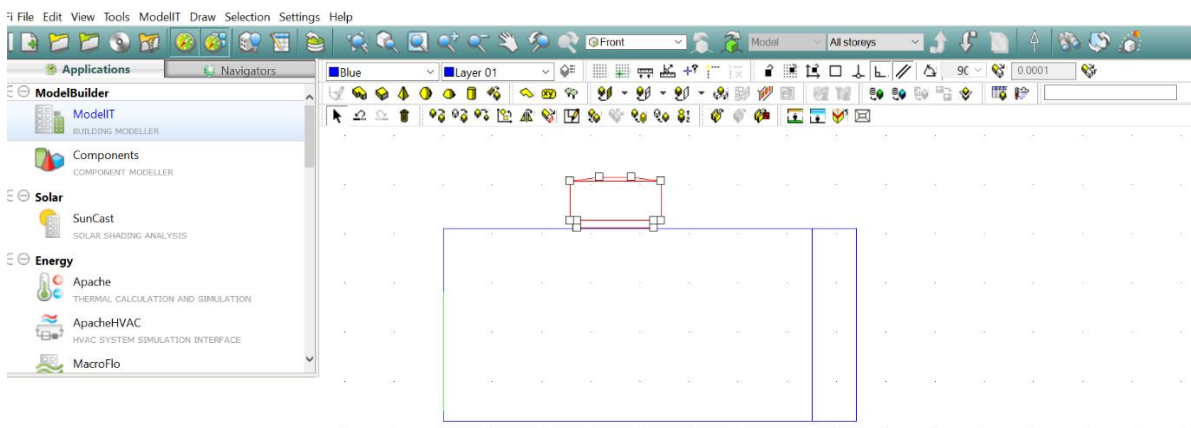 Fi File Edit View Tools ModelIT Draw Selection Settings Help
Front Model All storeys
Applications Navigators
Blue Layer 01 90 0.0001
ModelBuilder
ModelIT
BUILDING MODELLER
Components
COMPONENT MODELLER
Solar
SunCast
SOLAR SHADING ANALYSIS
Energy
Apache
THERMAL CALCULATION AND SIMULATION
ApacheHVAC
HVAC SYSTEM SIMULATION INTERFACE
MacroFlo